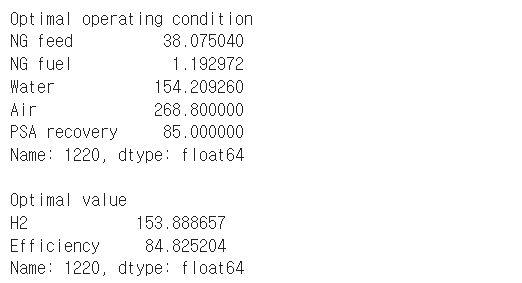 Optimal operating condition
NG feed 38.075040
NG fuel 1.192972
Water 154.209260
Air 268.800000
PSA recovery 85.000000
Name: 1220, dtype: float64
Optimal value
H2 153.888657
Efficiency 84.825204
Name: 1220, dtype: float64